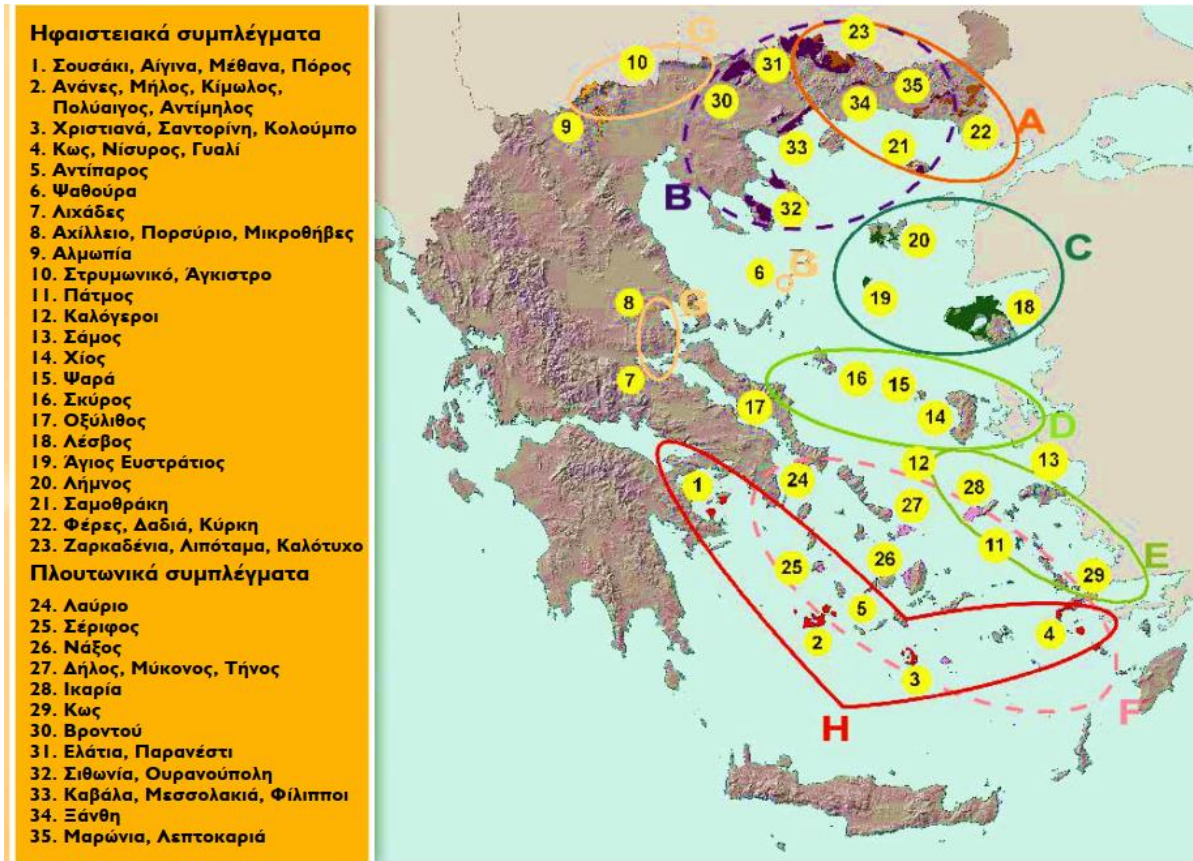 Ηφαιστειακά συμπλέγματα
1. Σουσάκι, Αίγινα, Μέθανα, Πόρος
2. Ανάνες, Μήλος, Κίμωλος,
Πολύαιγος, Αντίμηλος
3. Χριστιανά, Σαντορίνη, Κολούμπο
4. Κως, Νίσυρος, Γυαλί
5. Αντίπαρος
6. Ψαθούρα
7. Λιχάδες
8. Αχίλλειο, Πορσύριο, Μικροθήβες
9. Αλμωπία
10. Στρυμωνικό, Άγκιστρο
11. Πάτμος
12. Καλόγεροι
13. Σάμος
14. Χίος
15. Ψαρά
16. Σκύρος
17. Οξύλιθος
18. Λέσβος
19. Άγιος Ευστράτιος
20. Λήμνος
21. Σαμοθράκη
22. Φέρες, Δαδιά, Κύρκη
23. Ζαρκαδένια, Λιπόταμα, Καλότυχο
Πλουτωνικά συμπλέγματα
24. Λαύριο
25. Σέριφος
26. Νάξος
27. Δήλος, Μύκονος, Τήνος
28. Ικαρία
29. Κως
30. Βροντού
31. Ελάτια, Παρανέστι
32. Σιθωνία, Ουρανούπολη
33. Καβάλα, Μεσσολακιά, Φίλιπποι
34. Ξάνθη
35. Μαρώνια, Λεπτοκαριά
G
23
10
31
35
30
34
9
A
22
33
21
B
32
20
C
6
B
8
G
19
18
7
16
15
17
14
D
12
13
1
24
28
27
11
E
25
26
29
5
2
4
3
H
F